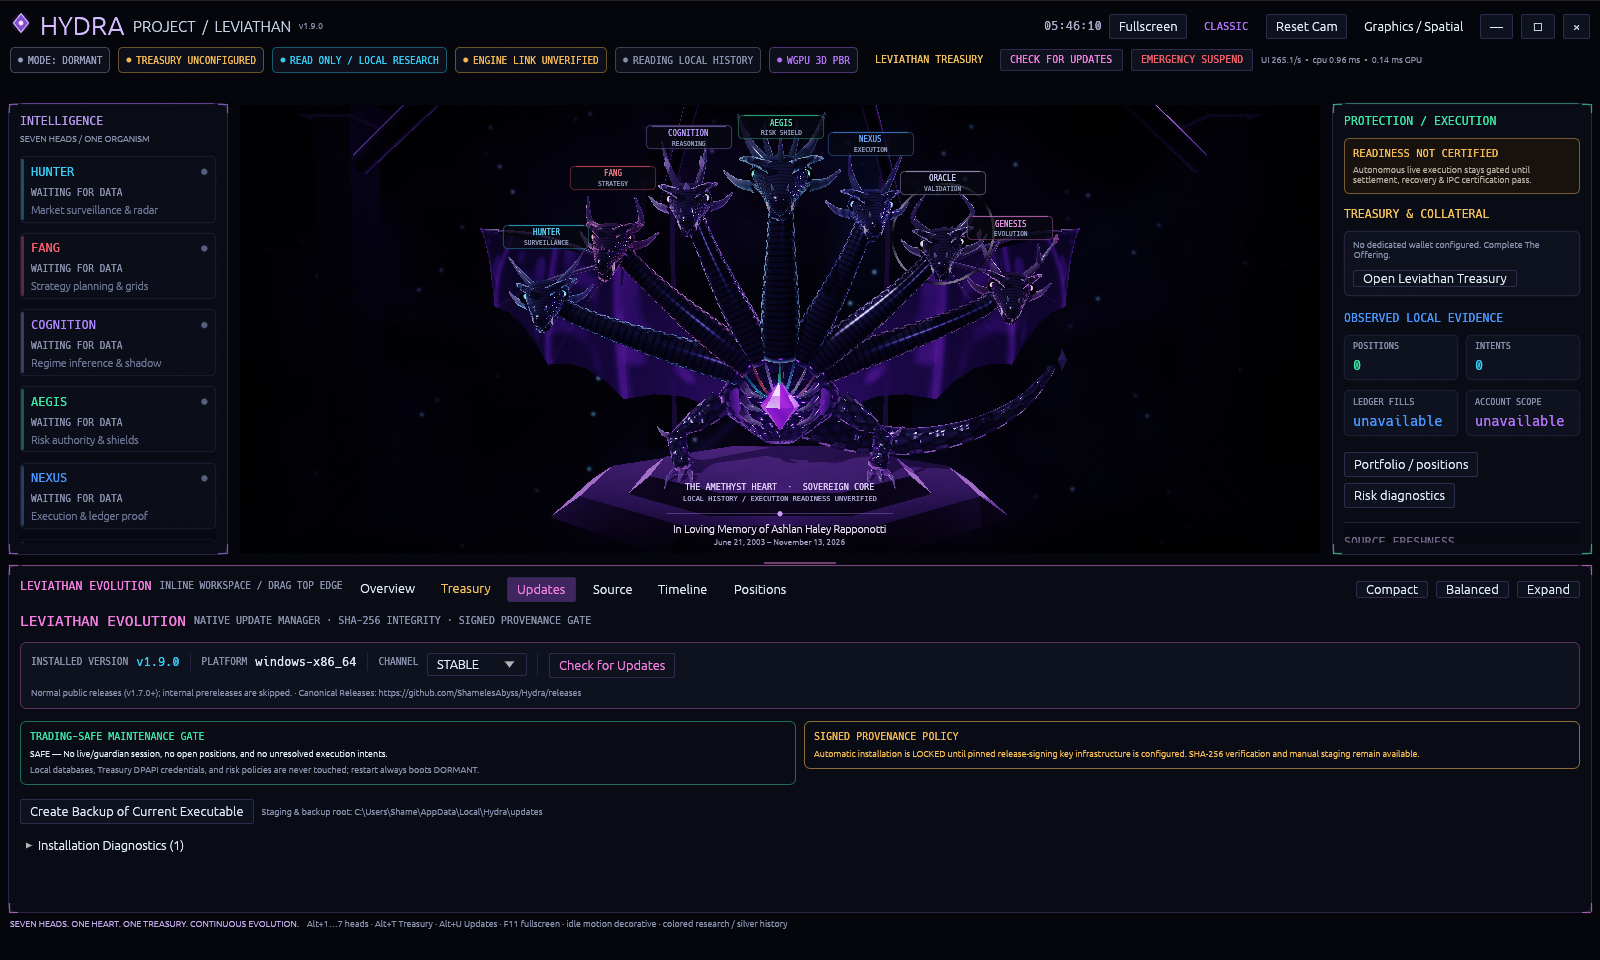 HYDRA PROJECT / LEVIATHAN v1.9.0
05:46:10 Fullscreen CLASSIC Reset Cam Graphics / Spatial
MODE: DORMANT TREASURY UNCONFIGURED READ ONLY / LOCAL RESEARCH ENGINE LINK UNVERIFIED READING LOCAL HISTORY WGPU 3D PBR LEVIATHAN TREASURY CHECK FOR UPDATES EMERGENCY SUSPEND UI 265.1/s • cpu 0.96 ms • 0.14 ms GPU
INTELLIGENCE
SEVEN HEADS / ONE ORGANISM
HUNTER
WAITING FOR DATA
Market surveillance & radar
FANG
WAITING FOR DATA
Strategy planning & grids
COGNITION
WAITING FOR DATA
Regime inference & shadow
AEGIS
WAITING FOR DATA
Risk authority & shields
NEXUS
WAITING FOR DATA
Execution & ledger proof
AEGIS
RISK SHIELD
COGNITION
REASONING
NEXUS
EXECUTION
FANG
STRATEGY
ORACLE
VALIDATION
HUNTER
SURVEILLANCE
GENESIS
EVOLUTION
THE AMETHYST HEART · SOVEREIGN CORE
LOCAL HISTORY / EXECUTION READINESS UNVERIFIED
In Loving Memory of Ashlan Haley Rapponotti
June 21, 2003 – November 13, 2026
PROTECTION / EXECUTION
READINESS NOT CERTIFIED
Autonomous live execution stays gated until
settlement, recovery & IPC certification pass.
TREASURY & COLLATERAL
No dedicated wallet configured. Complete The
Offering.
Open Leviathan Treasury
OBSERVED LOCAL EVIDENCE
POSITIONS INTENTS
0 0
LEDGER FILLS ACCOUNT SCOPE
unavailable unavailable
Portfolio / positions
Risk diagnostics
SOURCE FRESHNESS
LEVIATHAN EVOLUTION INLINE WORKSPACE / DRAG TOP EDGE Overview Treasury Updates Source Timeline Positions Compact Balanced Expand
LEVIATHAN EVOLUTION NATIVE UPDATE MANAGER · SHA-256 INTEGRITY · SIGNED PROVENANCE GATE
INSTALLED VERSION v1.9.0 PLATFORM windows-x86_64 CHANNEL STABLE Check for Updates
Normal public releases (v1.7.0+); internal prereleases are skipped. · Canonical Releases: https://github.com/ShamelesAbyss/Hydra/releases
TRADING-SAFE MAINTENANCE GATE
SAFE — No live/guardian session, no open positions, and no unresolved execution intents.
Local databases, Treasury DPAPI credentials, and risk policies are never touched; restart always boots DORMANT.
SIGNED PROVENANCE POLICY
Automatic installation is LOCKED until pinned release-signing key infrastructure is configured. SHA-256 verification and manual staging remain available.
Create Backup of Current Executable Staging & backup root: C:\Users\Shame\AppData\Local\Hydra\updates
Installation Diagnostics (1)
SEVEN HEADS. ONE HEART. ONE TREASURY. CONTINUOUS EVOLUTION. Alt+1…7 heads · Alt+T Treasury · Alt+U Updates · F11 fullscreen · idle motion decorative · colored research / silver history